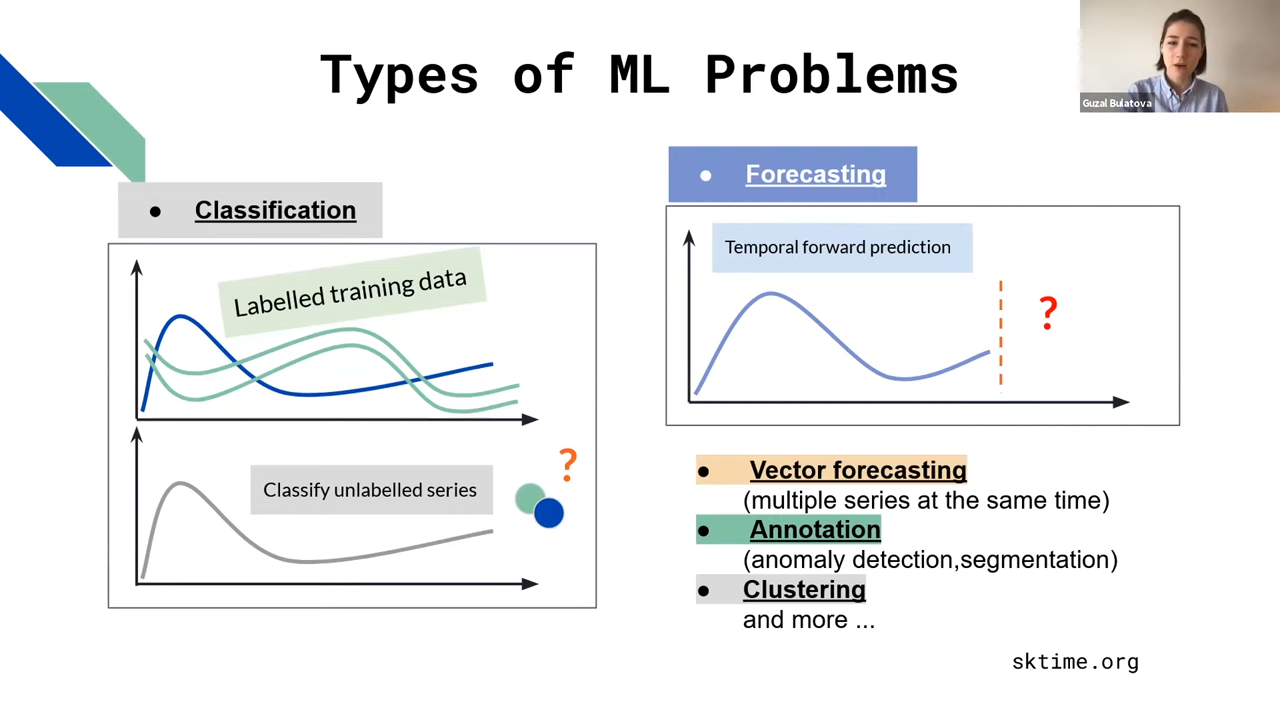 Types of ML Problems
Guzal Bulatova
● Classification
Labelled training data
Classify unlabelled series
?
● Forecasting
Temporal forward prediction
?
● Vector forecasting
(multiple series at the same time)
● Annotation
(anomaly detection,segmentation)
● Clustering
and more ...
sktime.org